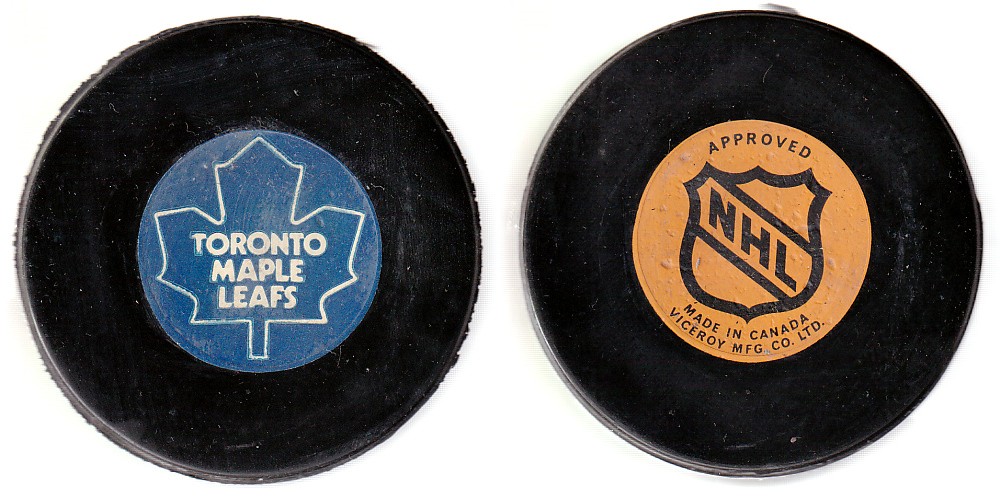 TORONTO
MAPLE
LEAFS
APPROVED
NHL
MADE IN CANADA
VICEROY MFG. CO. LTD.